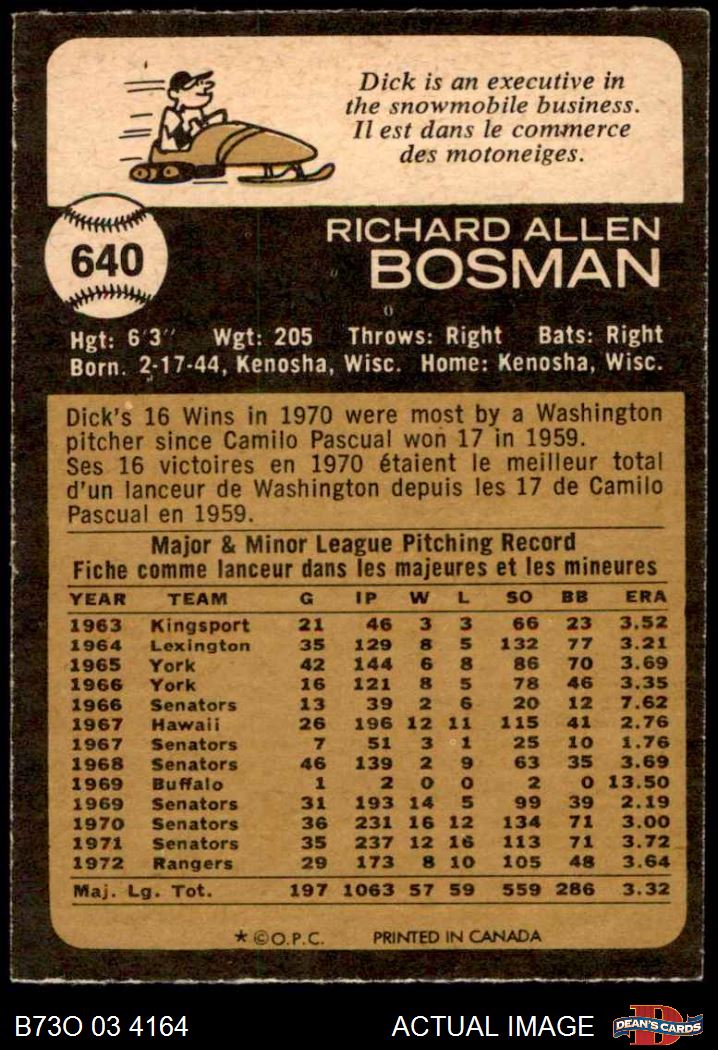 Dick is an executive in
the snowmobile business.
Il est dans le commerce
des motoneiges.
640
RICHARD ALLEN
BOSMAN
Hgt: 6'3" Wgt: 205 Throws: Right Bats: Right
Born. 2-17-44, Kenosha, Wisc. Home: Kenosha, Wisc.
Dick's 16 Wins in 1970 were most by a Washington
pitcher since Camilo Pascual won 17 in 1959.
Ses 16 victoires en 1970 étaient le meilleur total
d'un lanceur de Washington depuis les 17 de Camilo
Pascual en 1959.
Major & Minor League Pitching Record
Fiche comme lanceur dans les majeures et les mineures
YEAR TEAM G IP W L SO BB ERA
1963 Kingsport 21 46 3 3 66 23 3.52
1964 Lexington 35 129 8 5 132 77 3.21
1965 York 42 144 6 8 86 70 3.69
1966 York 16 121 8 5 78 46 3.35
1966 Senators 13 39 2 6 20 12 7.62
1967 Hawaii 26 196 12 11 115 41 2.76
1967 Senators 7 51 3 1 25 10 1.76
1968 Senators 46 139 2 9 63 35 3.69
1969 Buffalo 1 2 0 0 2 0 13.50
1969 Senators 31 193 14 5 99 39 2.19
1970 Senators 36 231 16 12 134 71 3.00
1971 Senators 35 237 12 16 113 71 3.72
1972 Rangers 29 173 8 10 105 48 3.64
Maj. Lg. Tot. 197 1063 57 59 559 286 3.32
* © O.P.C. PRINTED IN CANADA
B73O 03 4164 ACTUAL IMAGE DEAN'S CARDS